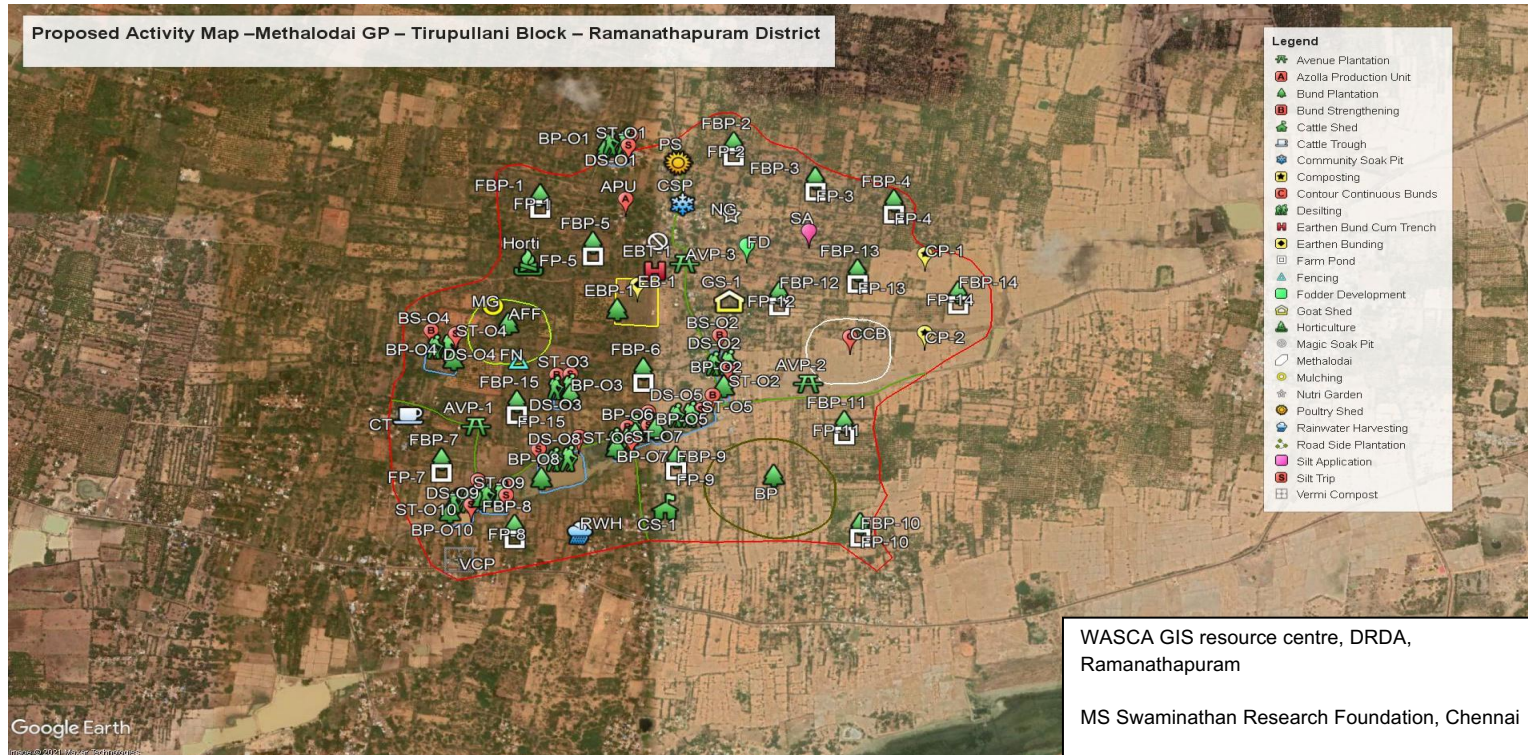 Proposed Activity Map –Methalodai GP – Tirupullani Block – Ramanathapuram District
Legend
Avenue Plantation
A Azolla Production Unit
Bund Plantation
B Bund Strengthening
Cattle Shed
Cattle Trough
Community Soak Pit
Composting
C Contour Continuous Bunds
Desilting
Earthen Bund Cum Trench
Earthen Bunding
Farm Pond
Fencing
Fodder Development
Goat Shed
Horticulture
Magic Soak Pit
Methalodai
Mulching
Nutri Garden
Poultry Shed
Rainwater Harvesting
Road Side Plantation
Silt Application
S Silt Trip
Vermi Compost
FBP-2
BP-O1 ST-O1
PS
FP-2
DS-O1
FBP-3
FBP-1
APU
CSP
FBP-4
FP-1
FP-3
A
NG
SA
FP-4
FBP-5
EBT-1
FD
Horti
FP-5
AVP-3
FBP-13
CP-1
EB-1
GS-1
FBP-12
FP-13
FBP-14
EBP-1
FP-12
FP-14
MG
AFF
BS-O4
ST-O4
BS-O2
CCB
CP-2
BP-O4
DS-O4
FN
FBP-6
DS-O2
ST-O3
BP-O2
AVP-2
FBP-15
BP-O3
ST-O2
DS-O3
DS-O5
ST-O5
FBP-11
CT
AVP-1
FP-15
BP-O6
BP-O5
FP-11
FBP-7
DS-O8
ST-O6
ST-O7
BP-O8
BP-O7
FBP-9
FP-7
FP-9
BP
DS-O9
ST-O9
FBP-8
ST-O10
CS-1
BP-O10
FP-8
RWH
FBP-10
FP-10
VCP
WASCA GIS resource centre, DRDA,
Ramanathapuram
MS Swaminathan Research Foundation, Chennai
Google Earth